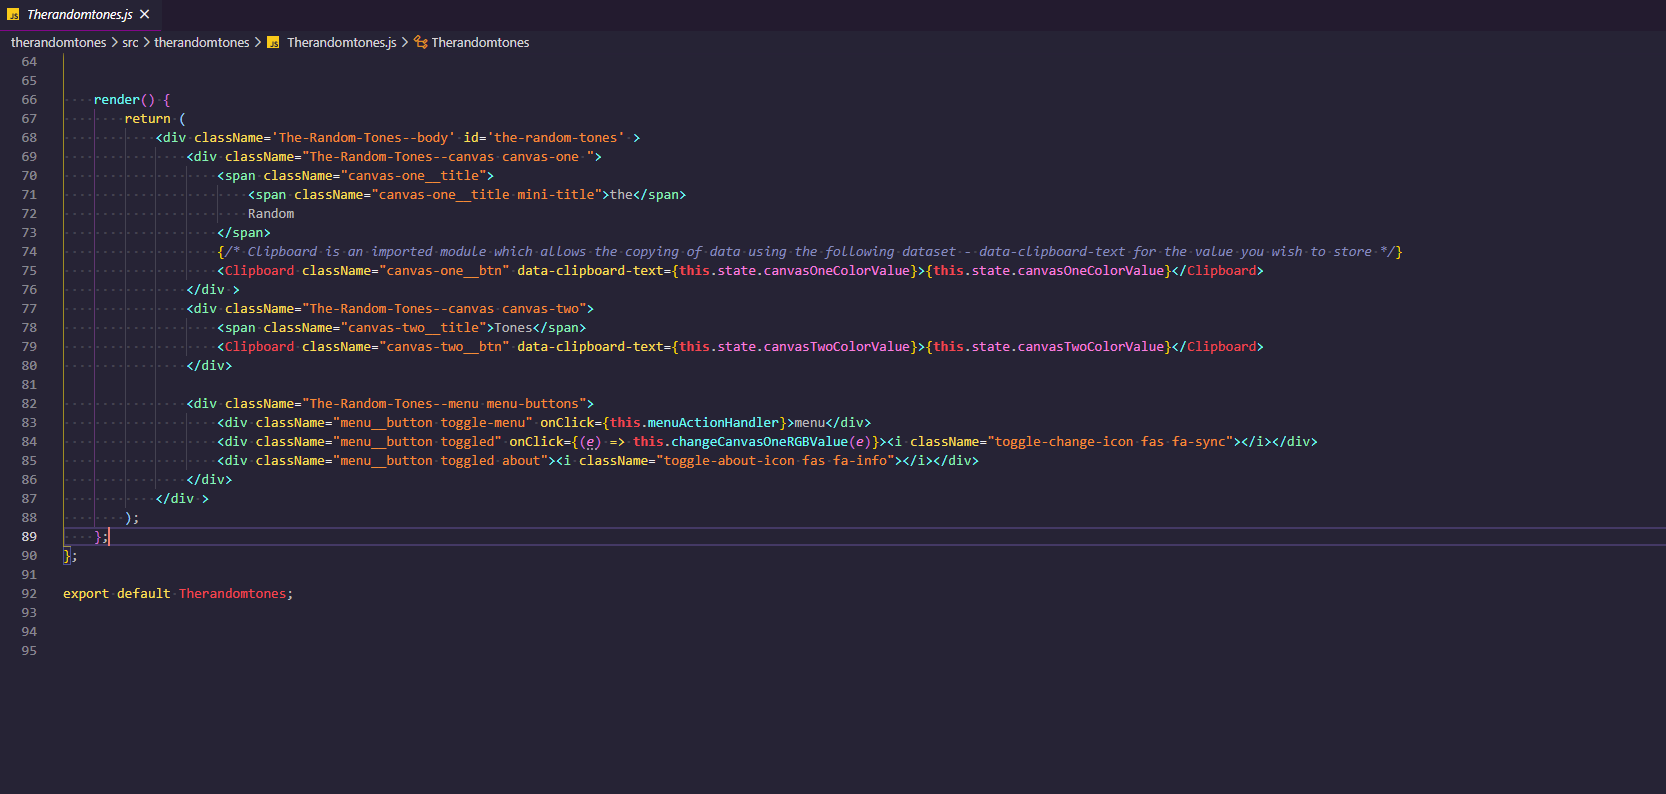 JS Therandomtones.js ×
therandomtones > src > therandomtones > JS Therandomtones.js > Therandomtones
64
65
66 render() {
67 return (
68 <div className='The-Random-Tones--body' id='the-random-tones' >
69 <div className="The-Random-Tones--canvas canvas-one ">
70 <span className="canvas-one__title">
71 <span className="canvas-one__title mini-title">the</span>
72 Random
73 </span>
74 {/* Clipboard is an imported module which allows the copying of data using the following dataset - data-clipboard-text for the value you wish to store */}
75 <Clipboard className="canvas-one__btn" data-clipboard-text={this.state.canvasOneColorValue}>{this.state.canvasOneColorValue}</Clipboard>
76 </div >
77 <div className="The-Random-Tones--canvas canvas-two">
78 <span className="canvas-two__title">Tones</span>
79 <Clipboard className="canvas-two__btn" data-clipboard-text={this.state.canvasTwoColorValue}>{this.state.canvasTwoColorValue}</Clipboard>
80 </div>
81
82 <div className="The-Random-Tones--menu menu-buttons">
83 <div className="menu__button toggle-menu" onClick={this.menuActionHandler}>menu</div>
84 <div className="menu__button toggled" onClick={(e) => this.changeCanvasOneRGBValue(e)}><i className="toggle-change-icon fas fa-sync"></i></div>
85 <div className="menu__button toggled about"><i className="toggle-about-icon fas fa-info"></i></div>
86 </div>
87 </div >
88 );
89 };
90 };
91
92 export default Therandomtones;
93
94
95